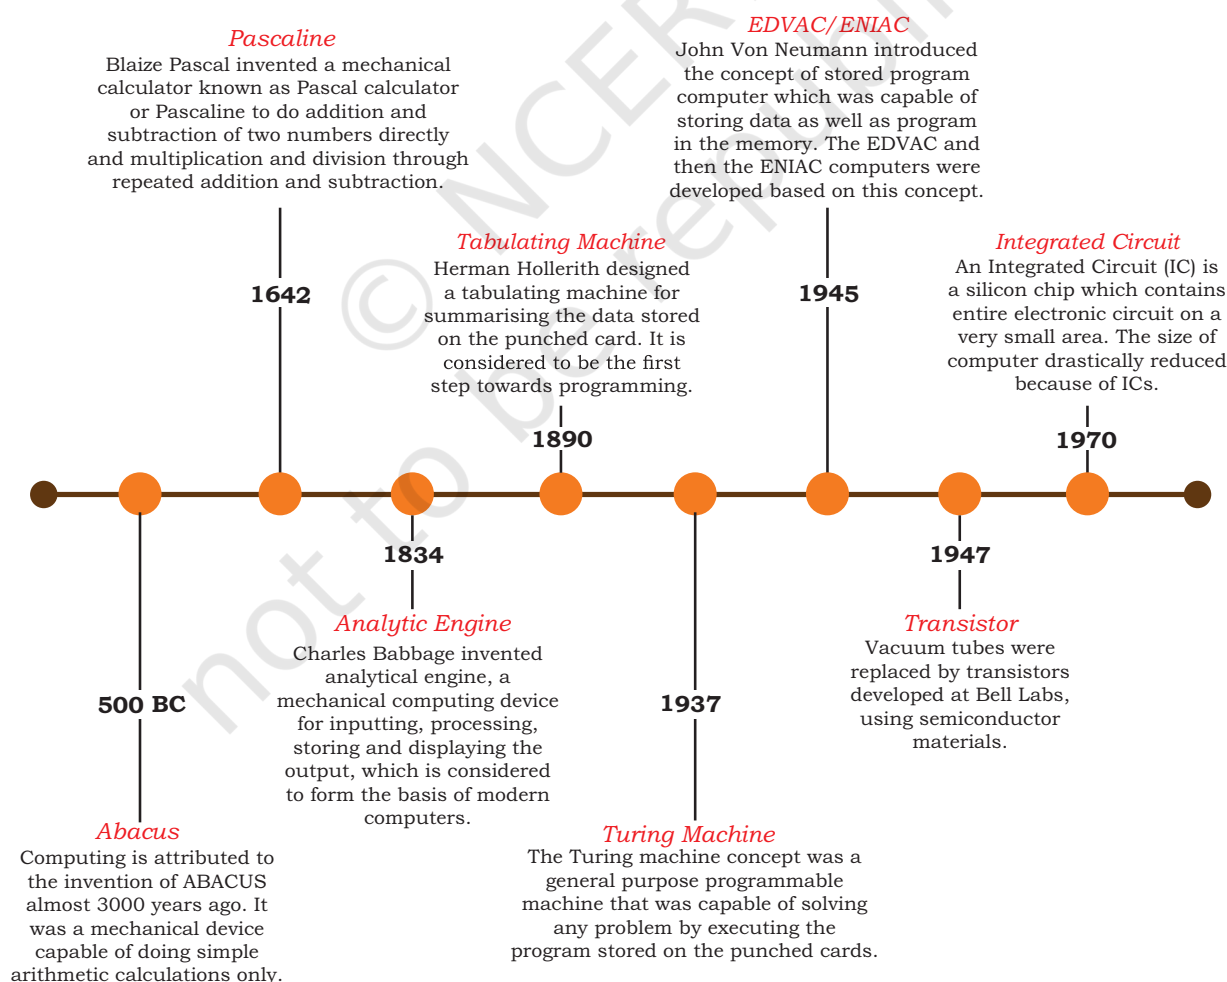 Pascaline
Blaize Pascal invented a mechanical
calculator known as Pascal calculator
or Pascaline to do addition and
subtraction of two numbers directly
and multiplication and division through
repeated addition and subtraction.
1642
EDVAC/ENIAC
John Von Neumann introduced
the concept of stored program
computer which was capable of
storing data as well as program
in the memory. The EDVAC and
then the ENIAC computers were
developed based on this concept.
1945
Tabulating Machine
Herman Hollerith designed
a tabulating machine for
summarising the data stored
on the punched card. It is
considered to be the first
step towards programming.
1890
Integrated Circuit
An Integrated Circuit (IC) is
a silicon chip which contains
entire electronic circuit on a
very small area. The size of
computer drastically reduced
because of ICs.
1970
500 BC
Abacus
Computing is attributed to
the invention of ABACUS
almost 3000 years ago. It
was a mechanical device
capable of doing simple
arithmetic calculations only.
1834
Analytic Engine
Charles Babbage invented
analytical engine, a
mechanical computing device
for inputting, processing,
storing and displaying the
output, which is considered
to form the basis of modern
computers.
1937
Turing Machine
The Turing machine concept was a
general purpose programmable
machine that was capable of solving
any problem by executing the
program stored on the punched cards.
1947
Transistor
Vacuum tubes were
replaced by transistors
developed at Bell Labs,
using semiconductor
materials.
© NCER
not to be republi